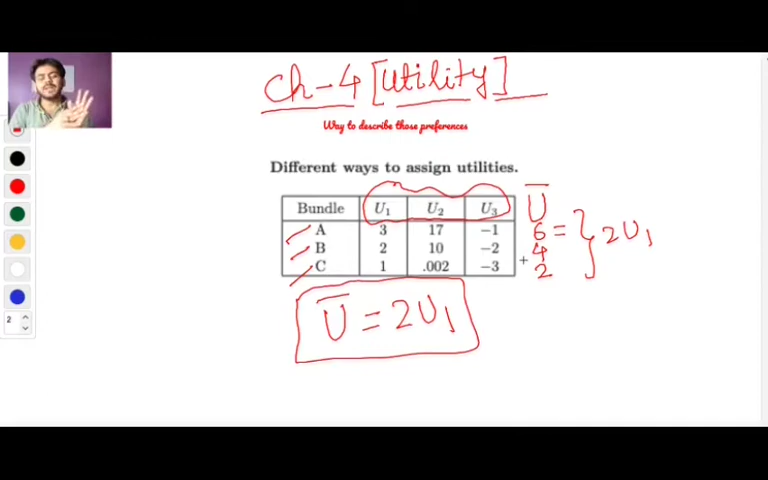 Ch-4 [Utility]
Way to describe those preferences
Different ways to assign utilities.
Bundle U₁ U₂ U₃ U̅
A 3 17 −1 6 =
B 2 10 −2 4 } 2U₁
C 1 .002 −3 + 2
U̅ = 2U₁
2